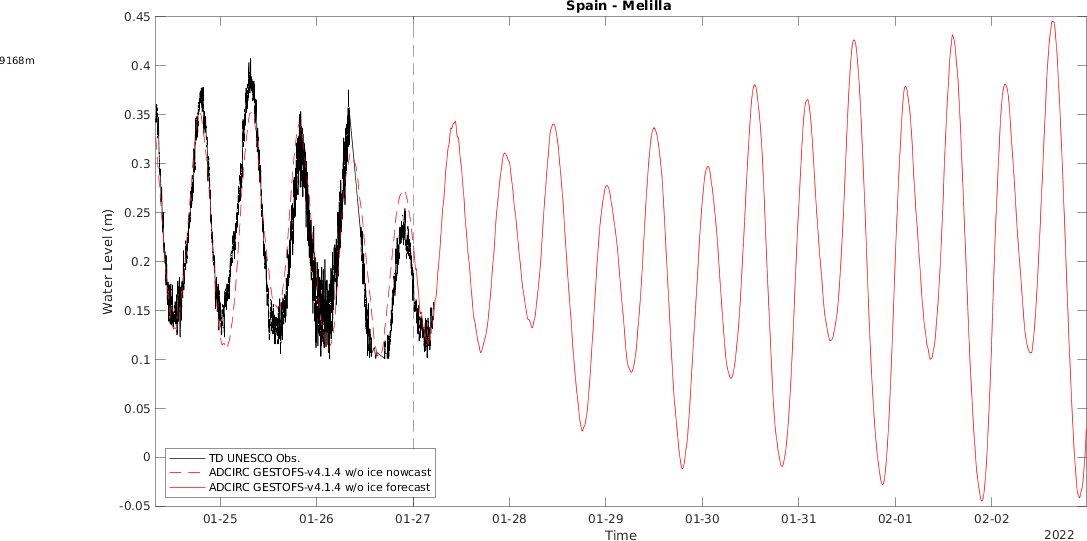 Spain - Melilla
9168m
Water Level (m)
0.45
0.4
0.35
0.3
0.25
0.2
0.15
0.1
0.05
0
-0.05
TD UNESCO Obs.
ADCIRC GESTOFS-v4.1.4 w/o ice nowcast
ADCIRC GESTOFS-v4.1.4 w/o ice forecast
01-25 01-26 01-27 01-28 01-29 01-30 01-31 02-01 02-02
Time
2022